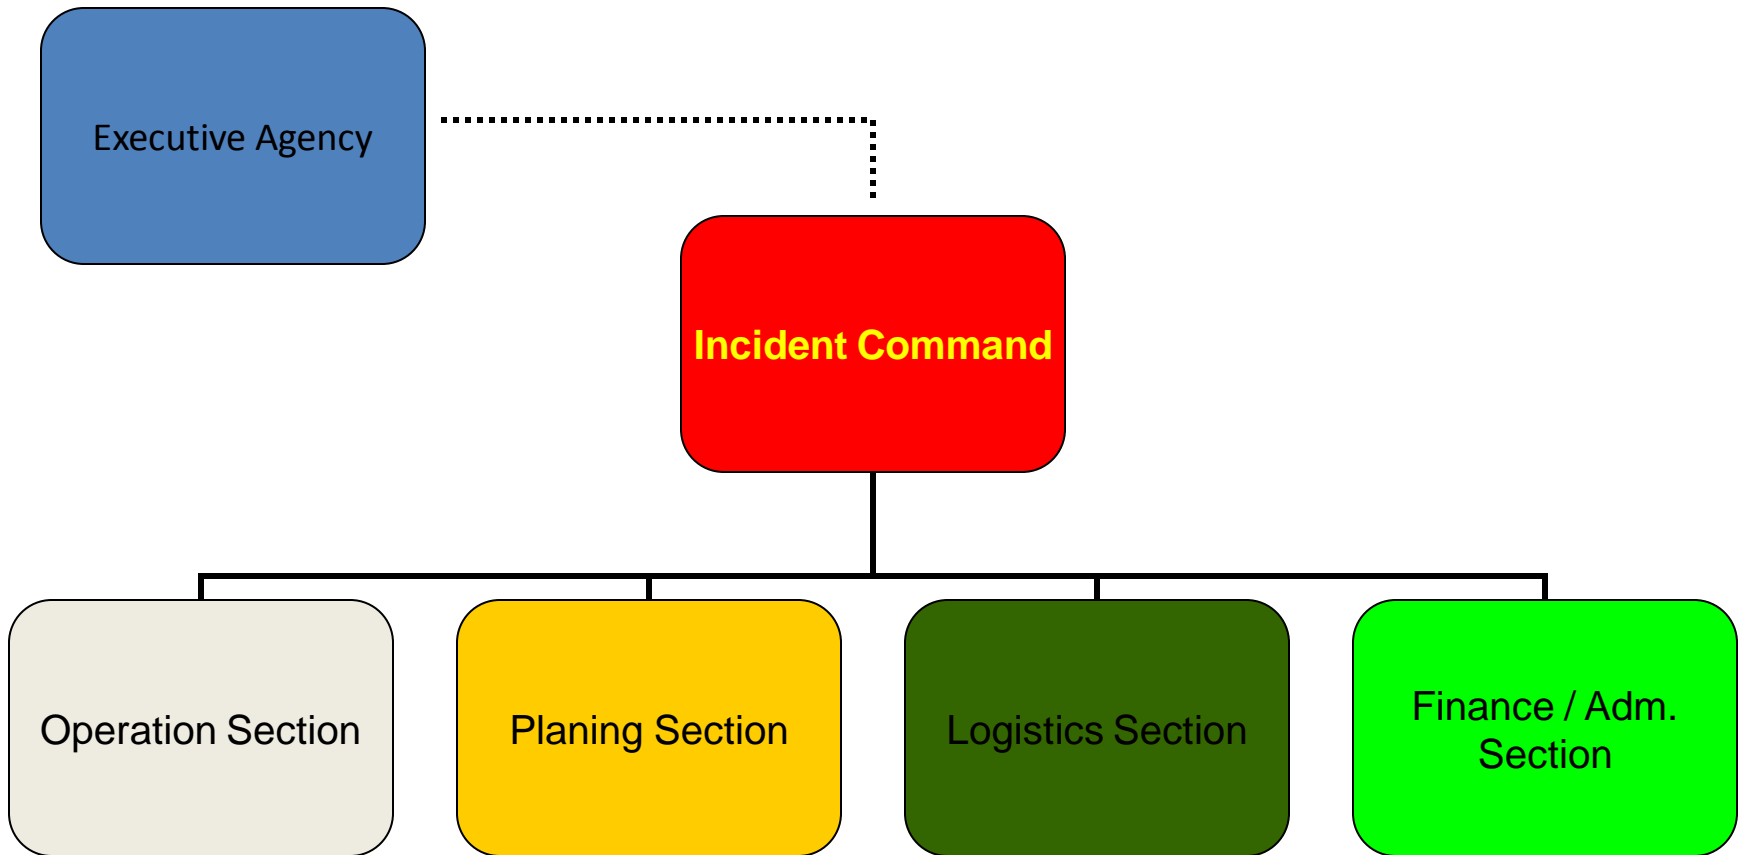 Executive Agency
Incident Command
Operation Section
Planing Section
Logistics Section
Finance / Adm.
Section